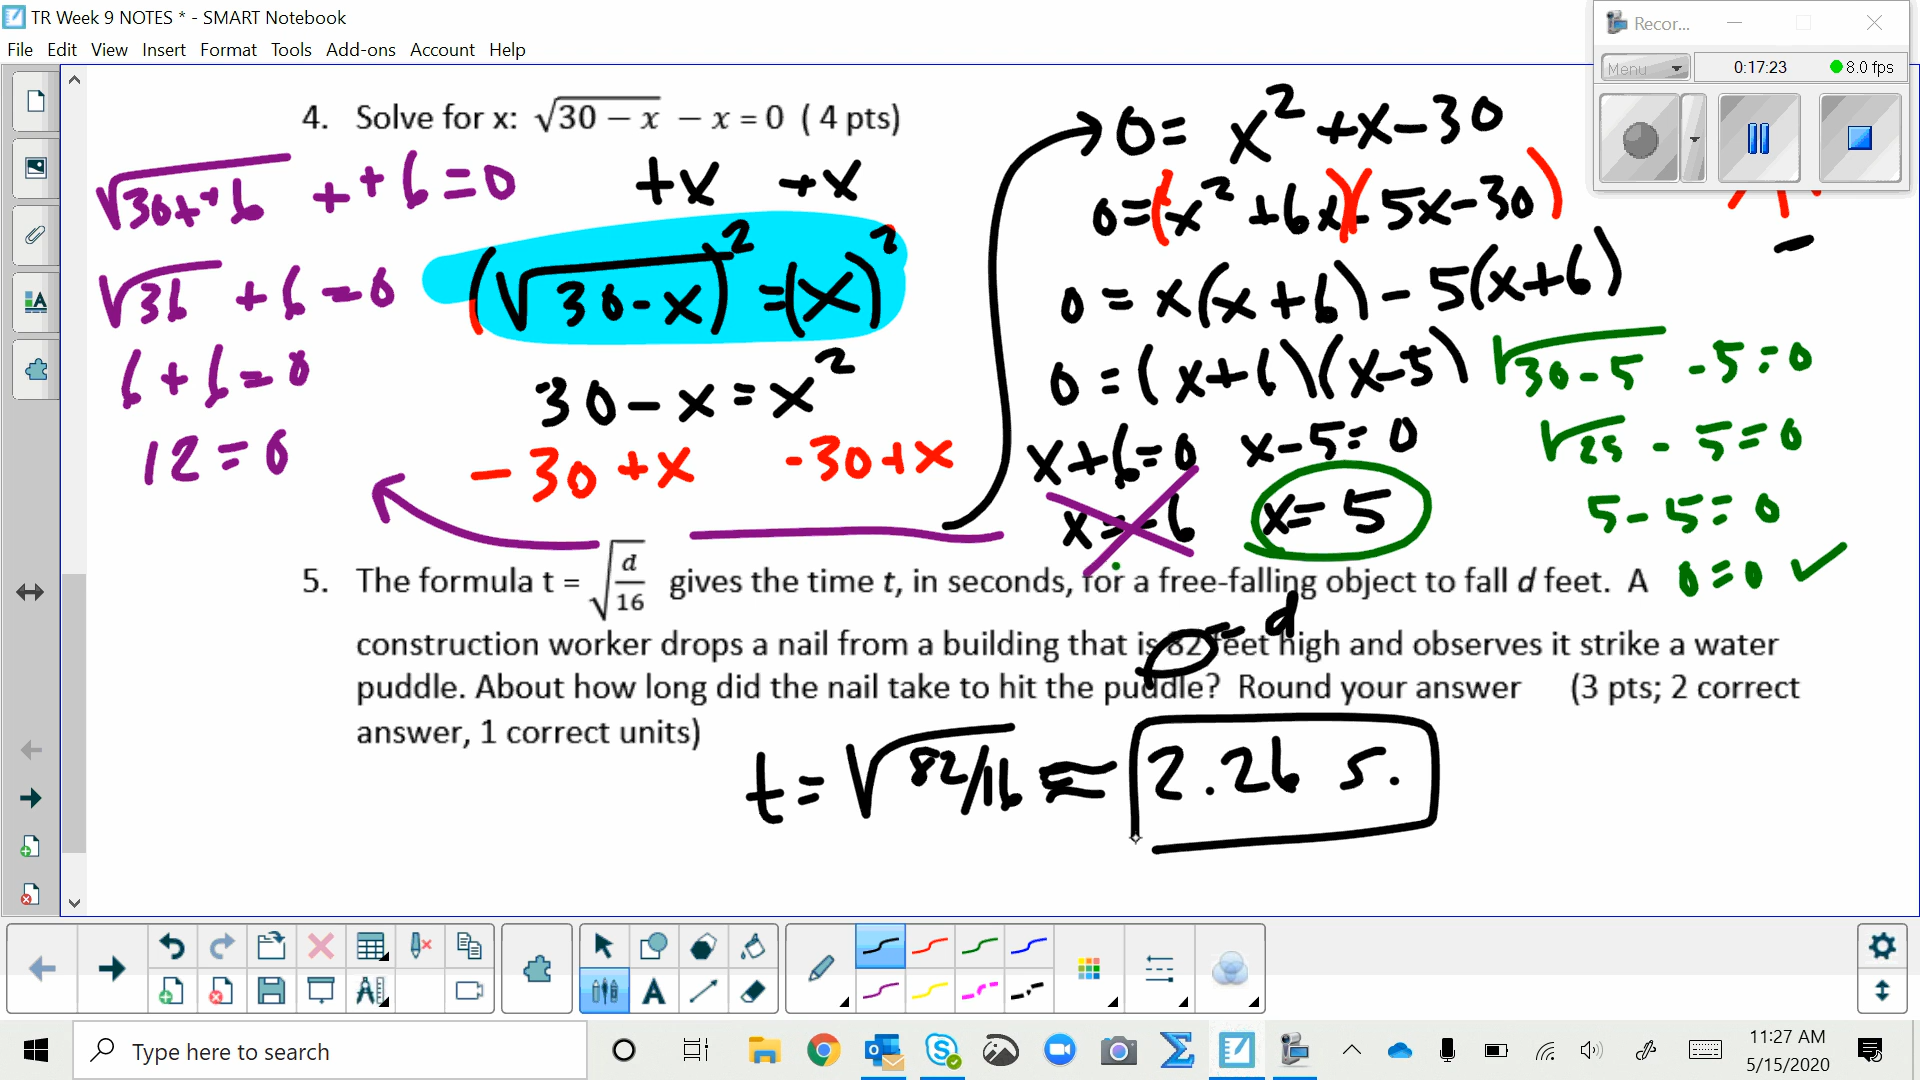 TR Week 9 NOTES * - SMART Notebook
File Edit View Insert Format Tools Add-ons Account Help
Recor...
Menu 0:17:23 8.0 fps
4. Solve for x: √30 − x − x = 0 ( 4 pts)
+x +x
(√30-x)² = (x)²
30 - x = x²
-30+x -30+x
√30++6 ++6=0
√36 +6=0
6+6=0
12=0
0= x²+x-30
0=(x²+6x)(-5x-30)
0= x(x+6)-5(x+6)
0=(x+6)(x-5)
x+6=0 x-5=0
x=-6 x=5
√30-5 -5=0
√25 - 5=0
5-5=0
0=0 ✓
-
5. The formula t = √d/16 gives the time t, in seconds, for a free-falling object to fall d feet. A
= d
construction worker drops a nail from a building that is 82 feet high and observes it strike a water
puddle. About how long did the nail take to hit the puddle? Round your answer (3 pts; 2 correct
answer, 1 correct units)
t= √82/16 ≈ 2.26 s.
Type here to search
11:27 AM
5/15/2020